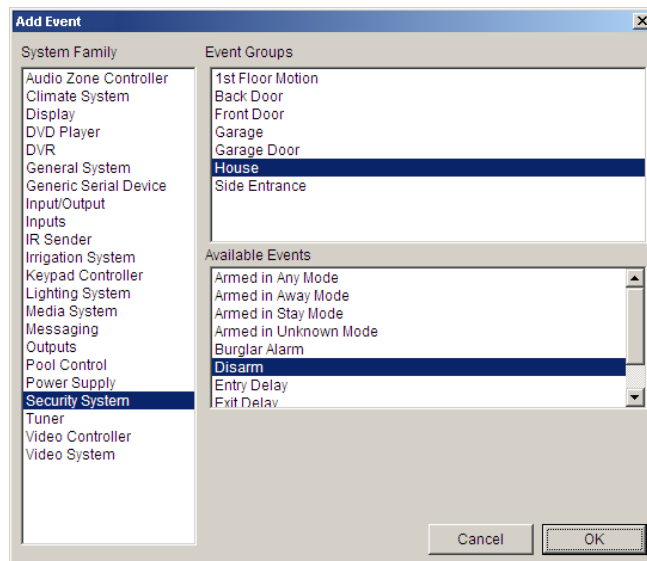 Add Event
System Family
Audio Zone Controller
Climate System
Display
DVD Player
DVR
General System
Generic Serial Device
Input/Output
Inputs
IR Sender
Irrigation System
Keypad Controller
Lighting System
Media System
Messaging
Outputs
Pool Control
Power Supply
Security System
Tuner
Video Controller
Video System
Event Groups
1st Floor Motion
Back Door
Front Door
Garage
Garage Door
House
Side Entrance
Available Events
Armed in Any Mode
Armed in Away Mode
Armed in Stay Mode
Armed in Unknown Mode
Burglar Alarm
Disarm
Entry Delay
Exit Delay
Cancel
OK